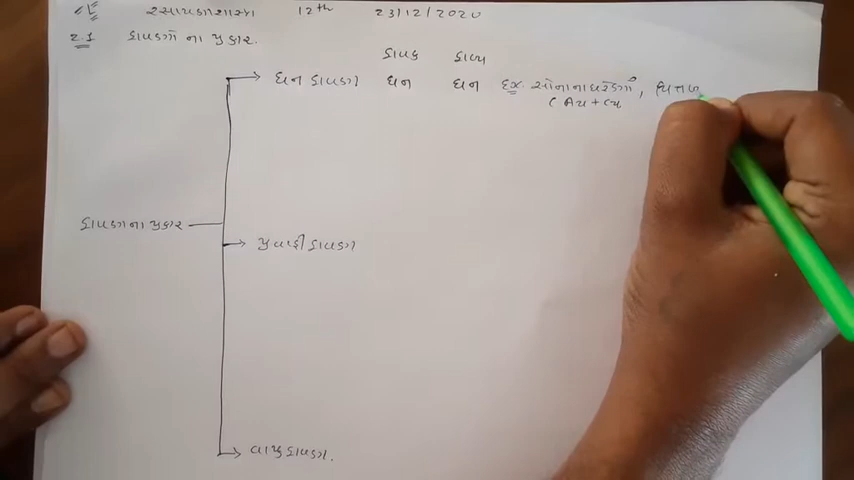 રસાયણશાસ્ત્ર 12th 23/12/2020
2.1 દ્રાવણોના પ્રકાર.
દ્રાવક દ્રાવ્ય
ઘન દ્રાવણ ઘન ઘન Ex. સોનાના ઘરેણાં, પિત્તળ
(Au + Cu
દ્રાવણના પ્રકાર
પ્રવાહી દ્રાવણ
વાયુ દ્રાવણ.